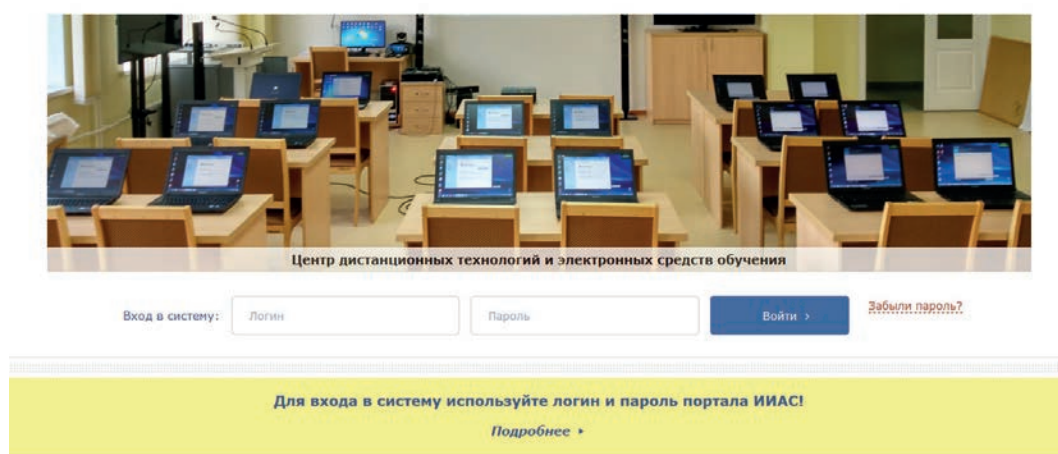 Центр дистанционных технологий и электронных средств обучения
Вход в систему: Логин Пароль Войти › Забыли пароль?
Для входа в систему используйте логин и пароль портала ИИАС!
Подробнее ▸